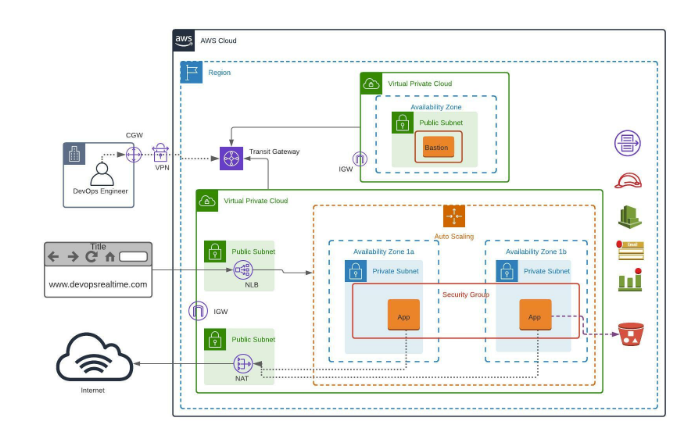 aws
AWS Cloud
Region
Virtual Private Cloud
Availability Zone
Public Subnet
Bastion
IGW
CGW
VPN
DevOps Engineer
Transit Gateway
Virtual Private Cloud
Auto Scaling
Public Subnet
NLB
Availability Zone 1a
Private Subnet
Availability Zone 1b
Private Subnet
Security Group
App
App
Title
www.devopsrealtime.com
IGW
Public Subnet
NAT
Internet